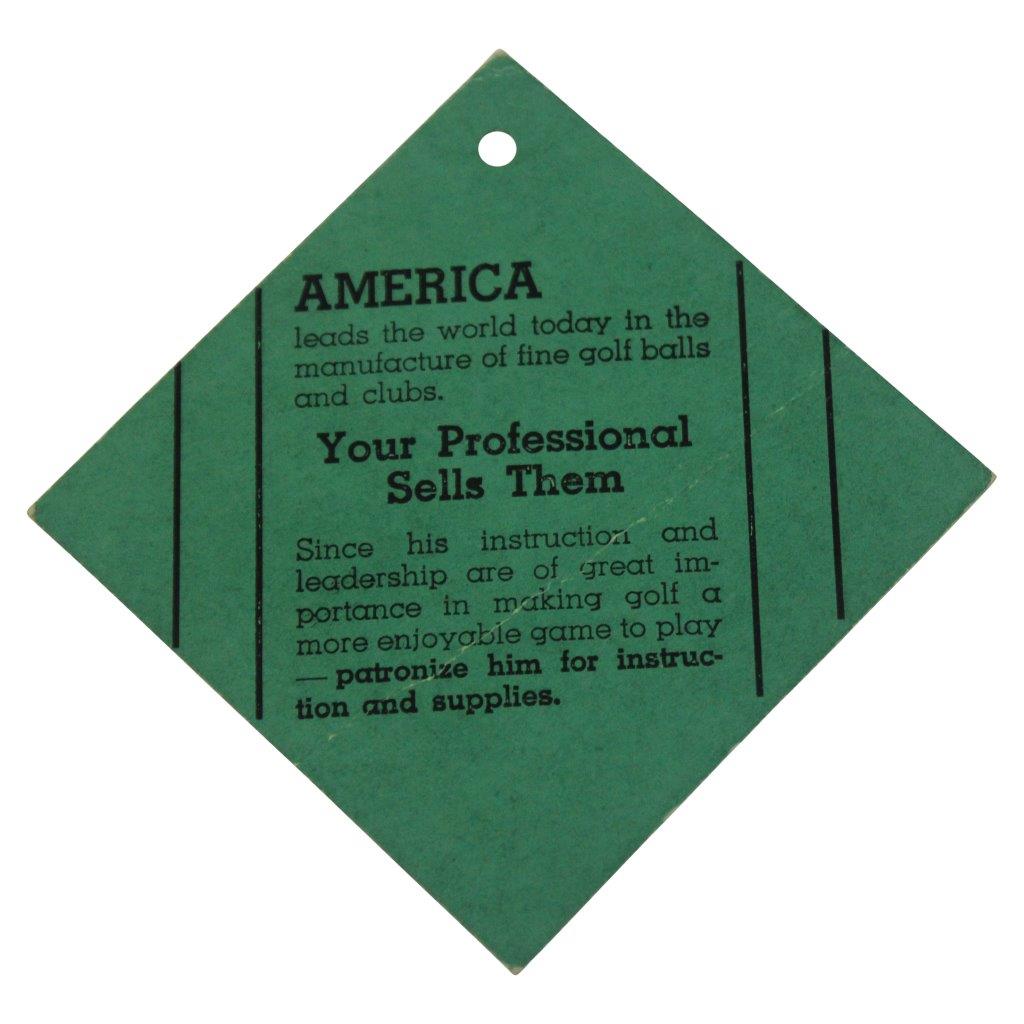 AMERICA
leads the world today in the
manufacture of fine golf balls
and clubs.
Your Professional
Sells Them
Since his instruction and
leadership are of great im-
portance in making golf a
more enjoyable game to play
— patronize him for instruc-
tion and supplies.